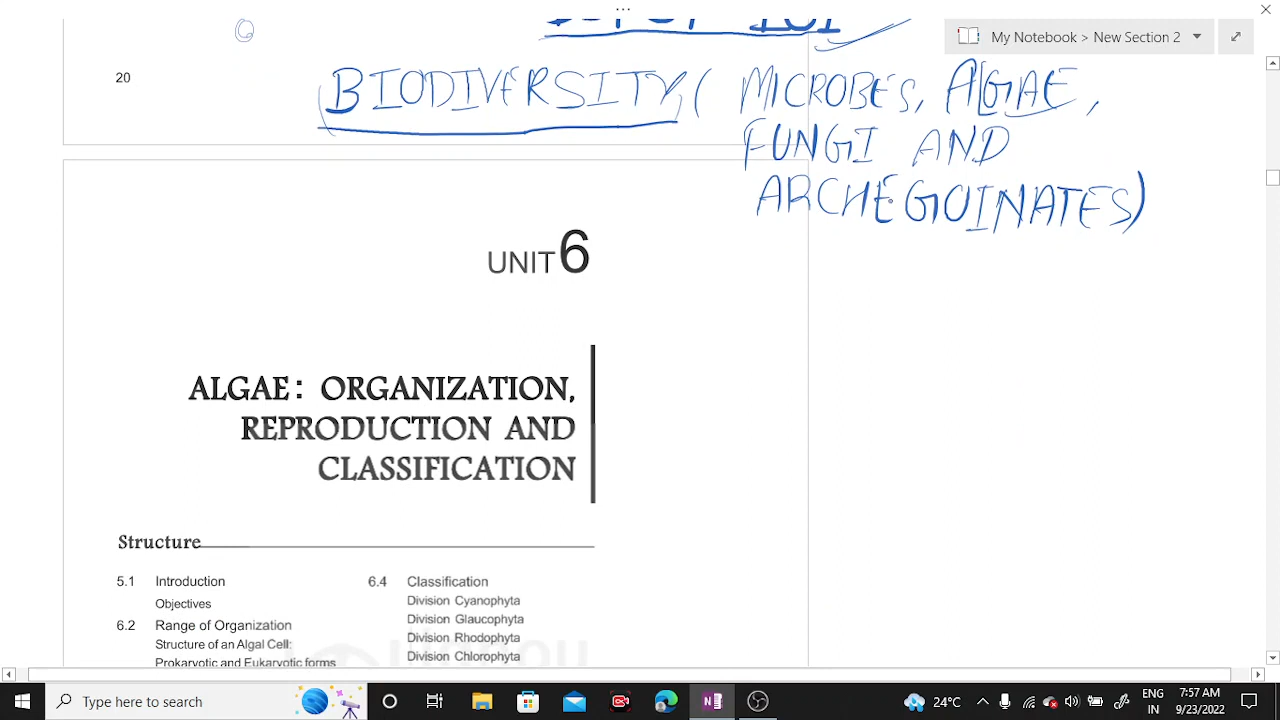 ...
My Notebook > New Section 2
20
BIODIVERSITY ( MICROBES, ALGAE,
FUNGI AND
ARCHEGOINATES)
UNIT 6
ALGAE: ORGANIZATION,
REPRODUCTION AND
CLASSIFICATION
Structure
5.1 Introduction
Objectives
6.2 Range of Organization
Structure of an Algal Cell:
Prokaryotic and Eukaryotic forms
6.4 Classification
Division Cyanophyta
Division Glaucophyta
Division Rhodophyta
Division Chlorophyta
Type here to search
24°C
ENG
IN
7:57 AM
9/23/2022